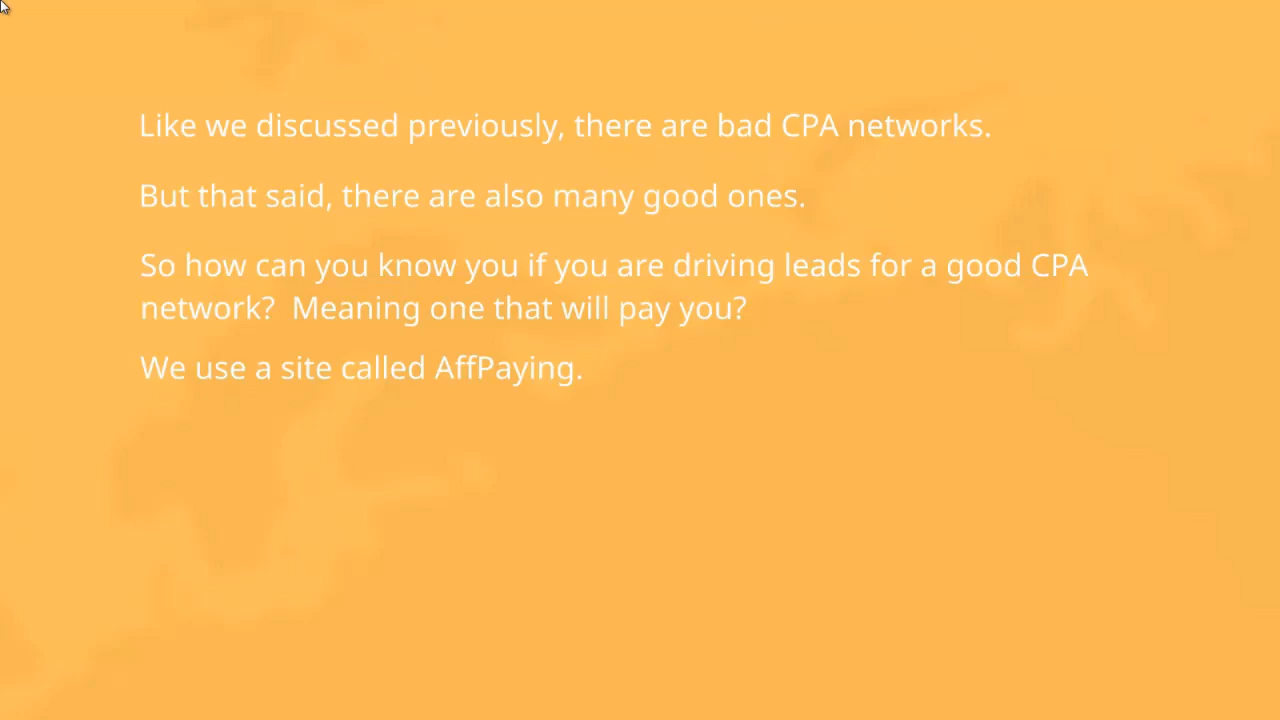 Like we discussed previously, there are bad CPA networks.
But that said, there are also many good ones.
So how can you know you if you are driving leads for a good CPA
network?  Meaning one that will pay you?
We use a site called AffPaying.